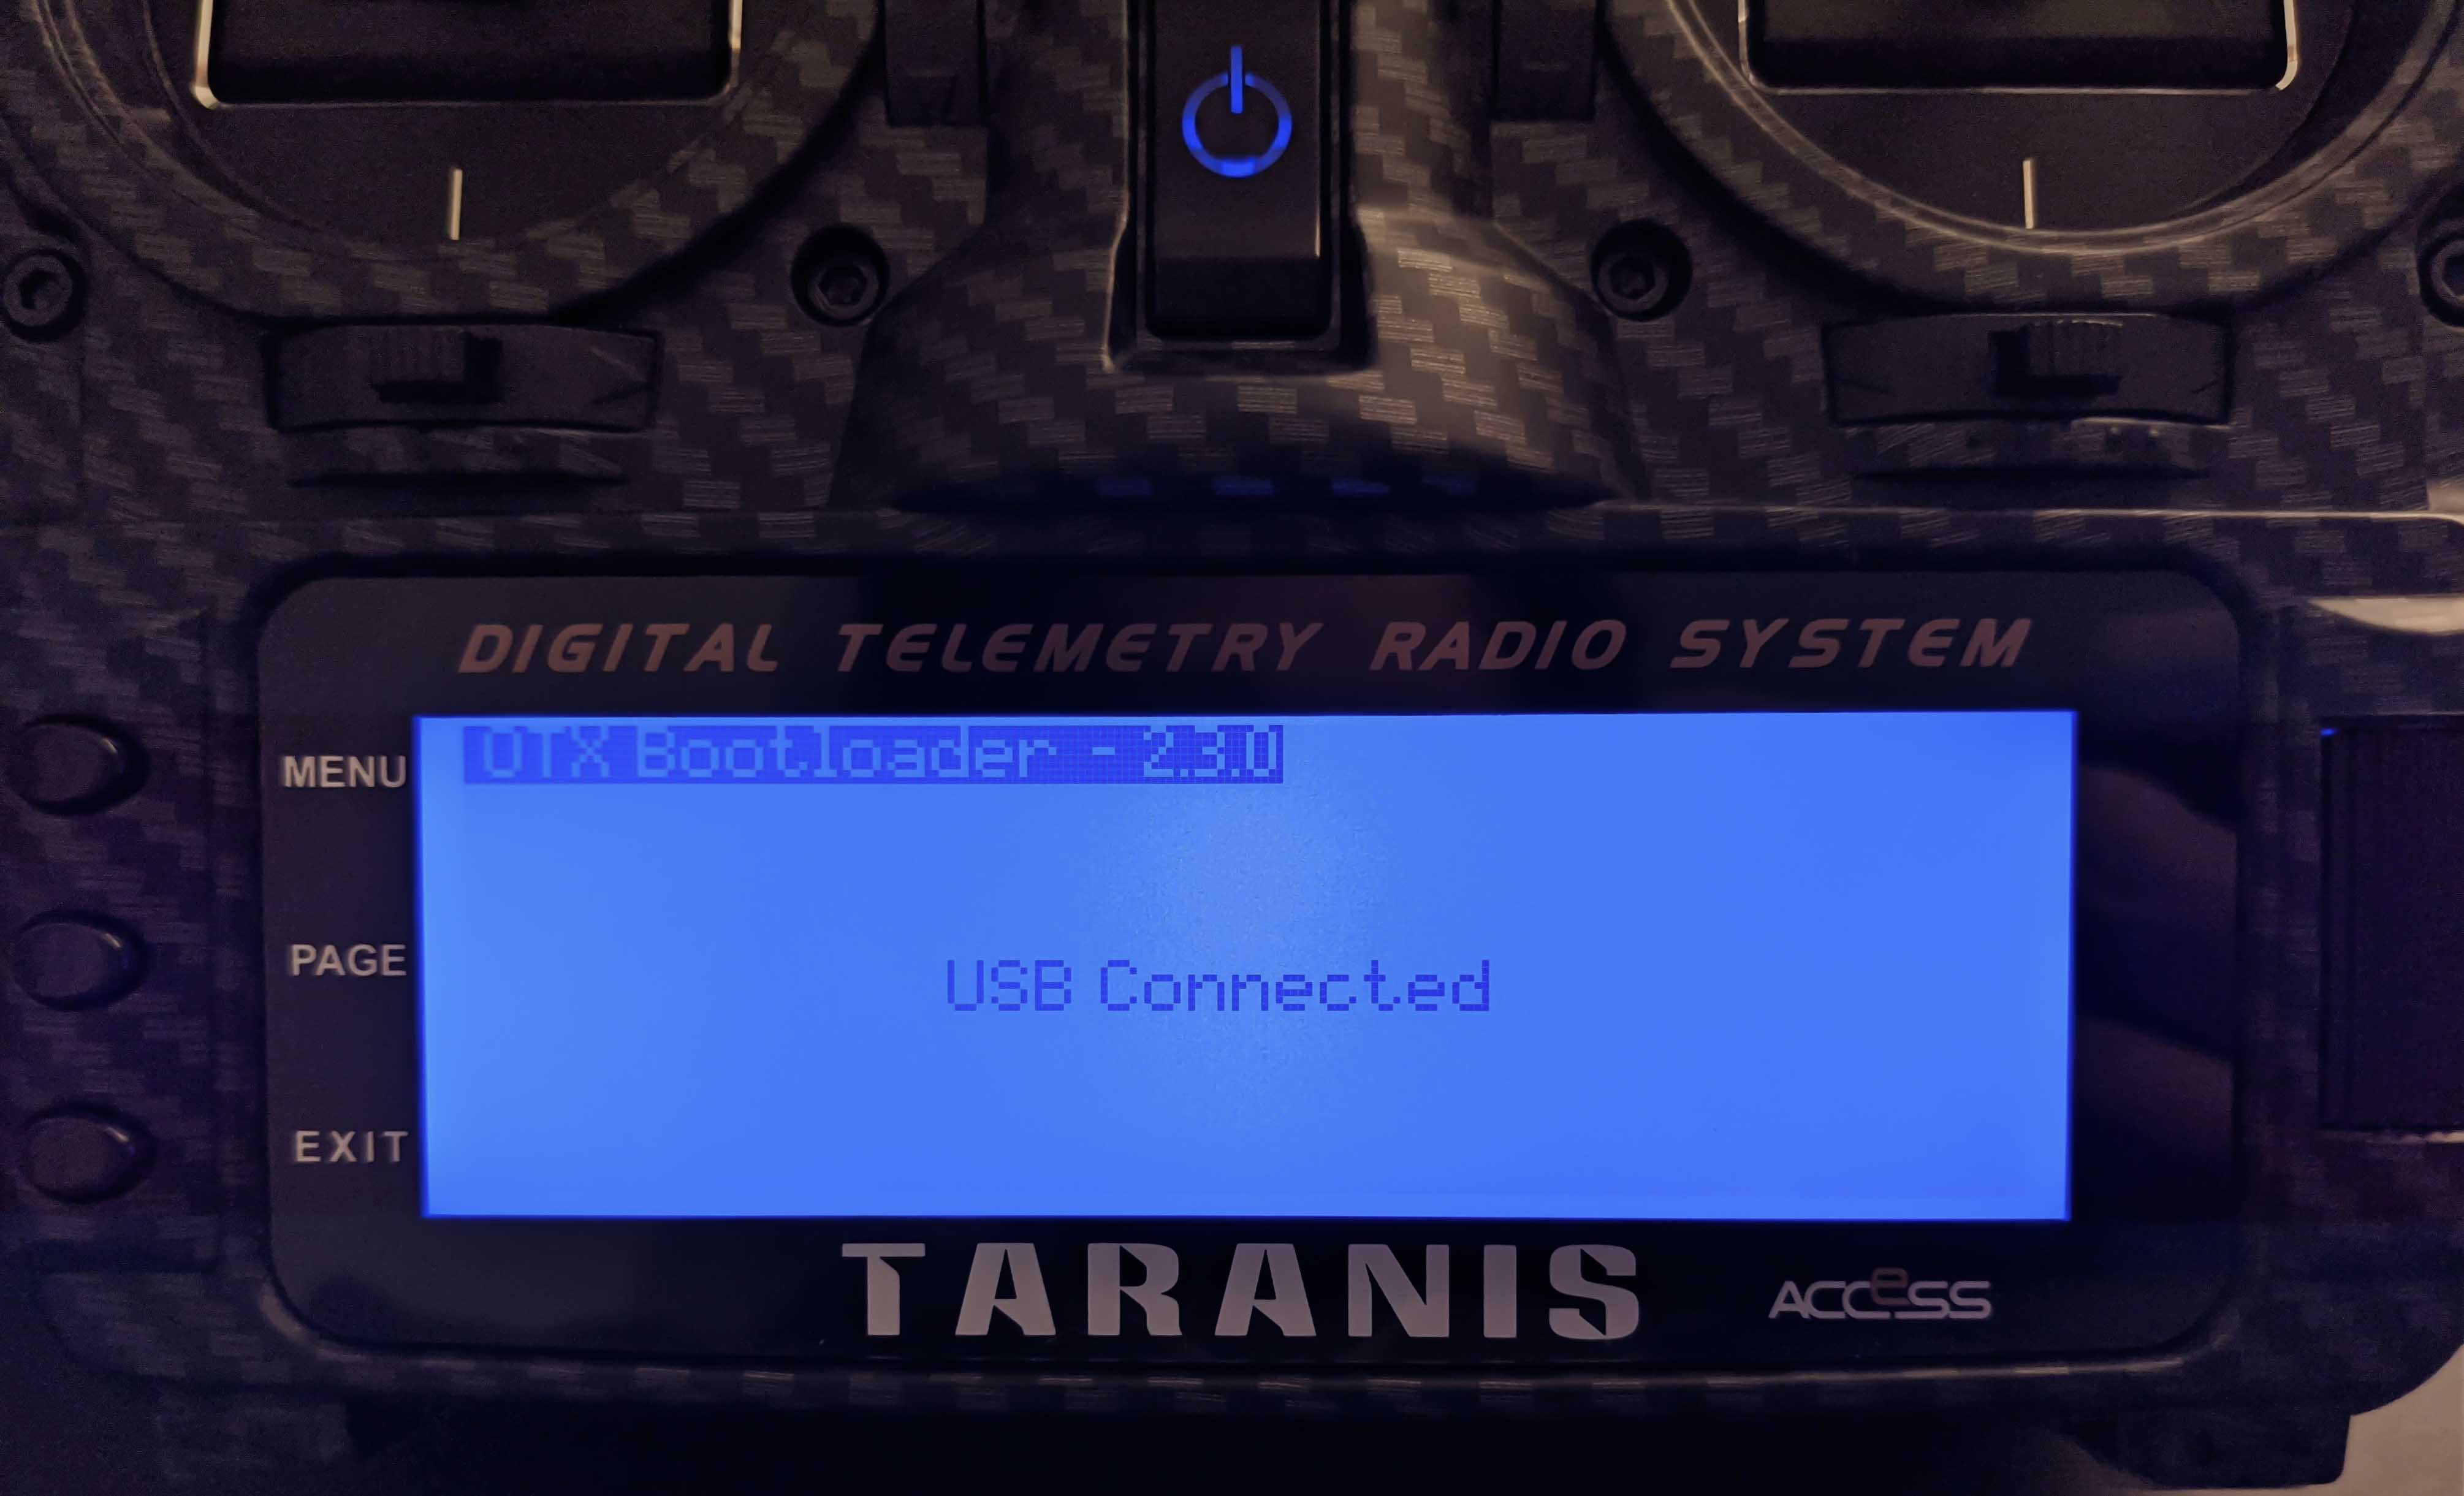 DIGITAL TELEMETRY RADIO SYSTEM
MENU
OTX Bootloader - 2.3.0
PAGE
USB Connected
EXIT
TARANIS
ACCeSS